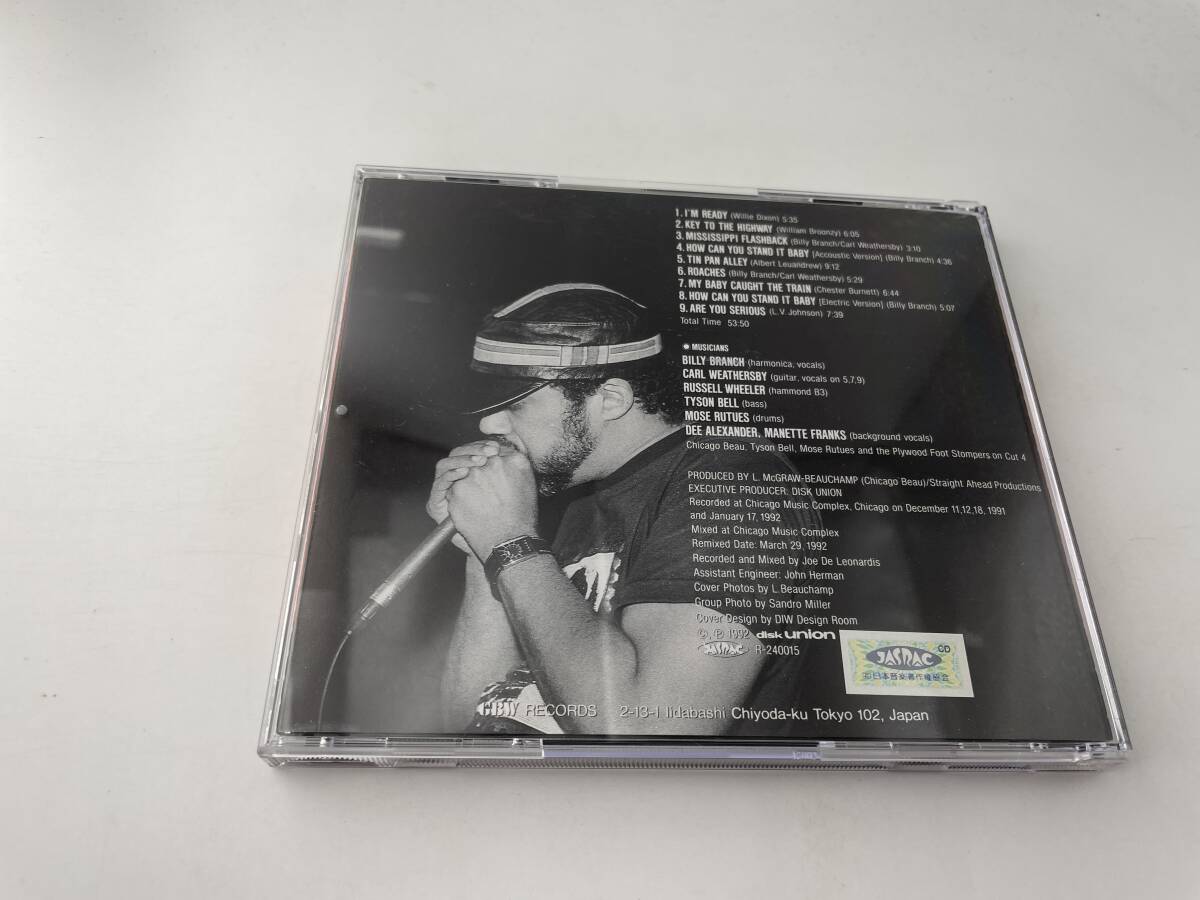 1. I'M READY (Willie Dixon) 5:35
2. KEY TO THE HIGHWAY (William Broonzy) 6:05
3. MISSISSIPPI FLASHBACK (Billy Branch/Carl Weathersby) 3:10
4. HOW CAN YOU STAND IT BABY [Accoustic Version] (Billy Branch) 4:36
5. TIN PAN ALLEY (Albert Leuandrew) 9:12
6. ROACHES (Billy Branch/Carl Weathersby) 5:29
7. MY BABY CAUGHT THE TRAIN (Chester Burnett) 6:44
8. HOW CAN YOU STAND IT BABY [Electric Version] (Billy Branch) 5:07
9. ARE YOU SERIOUS (L.V. Johnson) 7:39
Total Time 53:50
MUSICIANS
BILLY BRANCH (harmonica, vocals)
CARL WEATHERSBY (guitar, vocals on 5,7,9)
RUSSELL WHEELER (hammond B3)
TYSON BELL (bass)
MOSE RUTUES (drums)
DEE ALEXANDER, MANETTE FRANKS (background vocals)
Chicago Beau, Tyson Bell, Mose Rutues and the Plywood Foot Stompers on Cut 4
PRODUCED BY L. McGRAW-BEAUCHAMP (Chicago Beau)/Straight Ahead Productions
EXECUTIVE PRODUCER: DISK UNION
Recorded at Chicago Music Complex, Chicago on December 11,12,18, 1991
and January 17, 1992
Mixed at Chicago Music Complex
Remixed Date: March 29, 1992
Recorded and Mixed by Joe De Leonardis
Assistant Engineer: John Herman
Cover Photos by L. Beauchamp
Group Photo by Sandro Miller
Cover Design by DIW Design Room
©, ℗ 1992 disk union
JASRAC R-240015
JASRAC CD
日本音楽著作権協会
RECORDS 2-13-1 Iidabashi Chiyoda-ku Tokyo 102, Japan